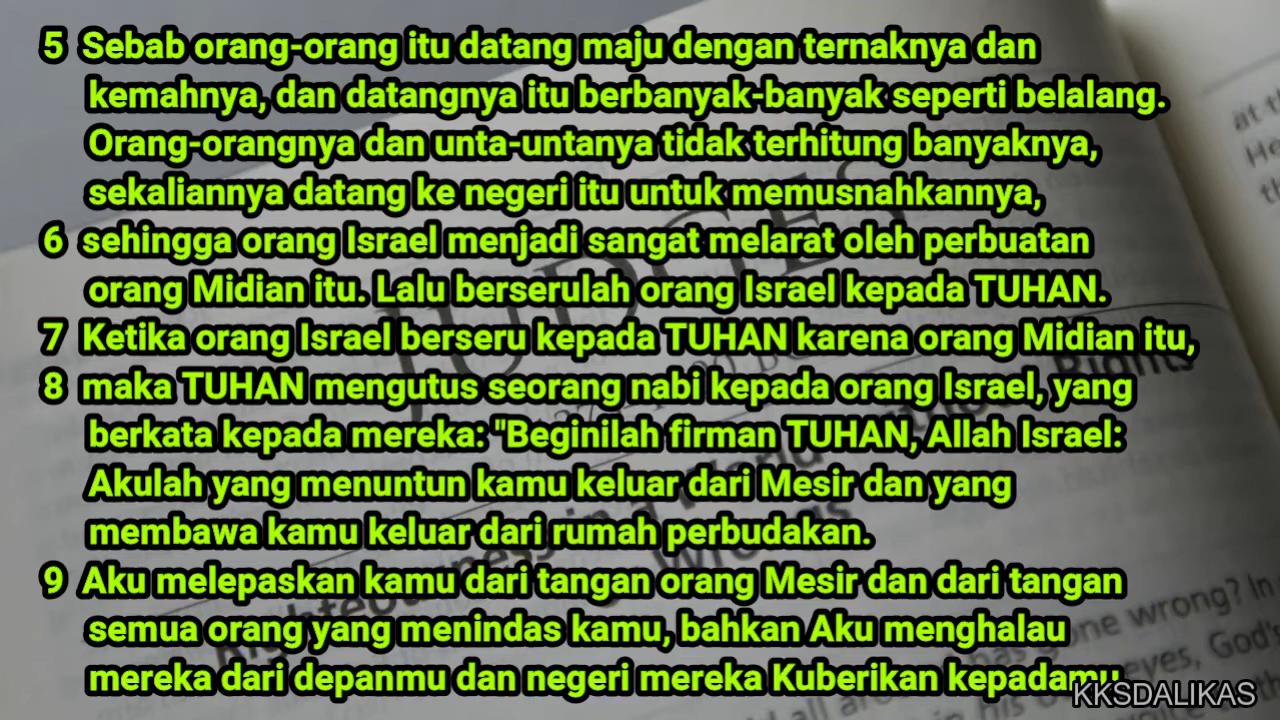 5 Sebab orang-orang itu datang maju dengan ternaknya dan
kemahnya, dan datangnya itu berbanyak-banyak seperti belalang.
Orang-orangnya dan unta-untanya tidak terhitung banyaknya,
sekaliannya datang ke negeri itu untuk memusnahkannya,
6 sehingga orang Israel menjadi sangat melarat oleh perbuatan
orang Midian itu. Lalu berserulah orang Israel kepada TUHAN.
7 Ketika orang Israel berseru kepada TUHAN karena orang Midian itu,
8 maka TUHAN mengutus seorang nabi kepada orang Israel, yang
berkata kepada mereka: "Beginilah firman TUHAN, Allah Israel:
Akulah yang menuntun kamu keluar dari Mesir dan yang
membawa kamu keluar dari rumah perbudakan.
9 Aku melepaskan kamu dari tangan orang Mesir dan dari tangan
semua orang yang menindas kamu, bahkan Aku menghalau
mereka dari depanmu dan negeri mereka Kuberikan kepadamu
KKSDALIKAS
JUDGES
Rights
wrong? In
eyes, God's